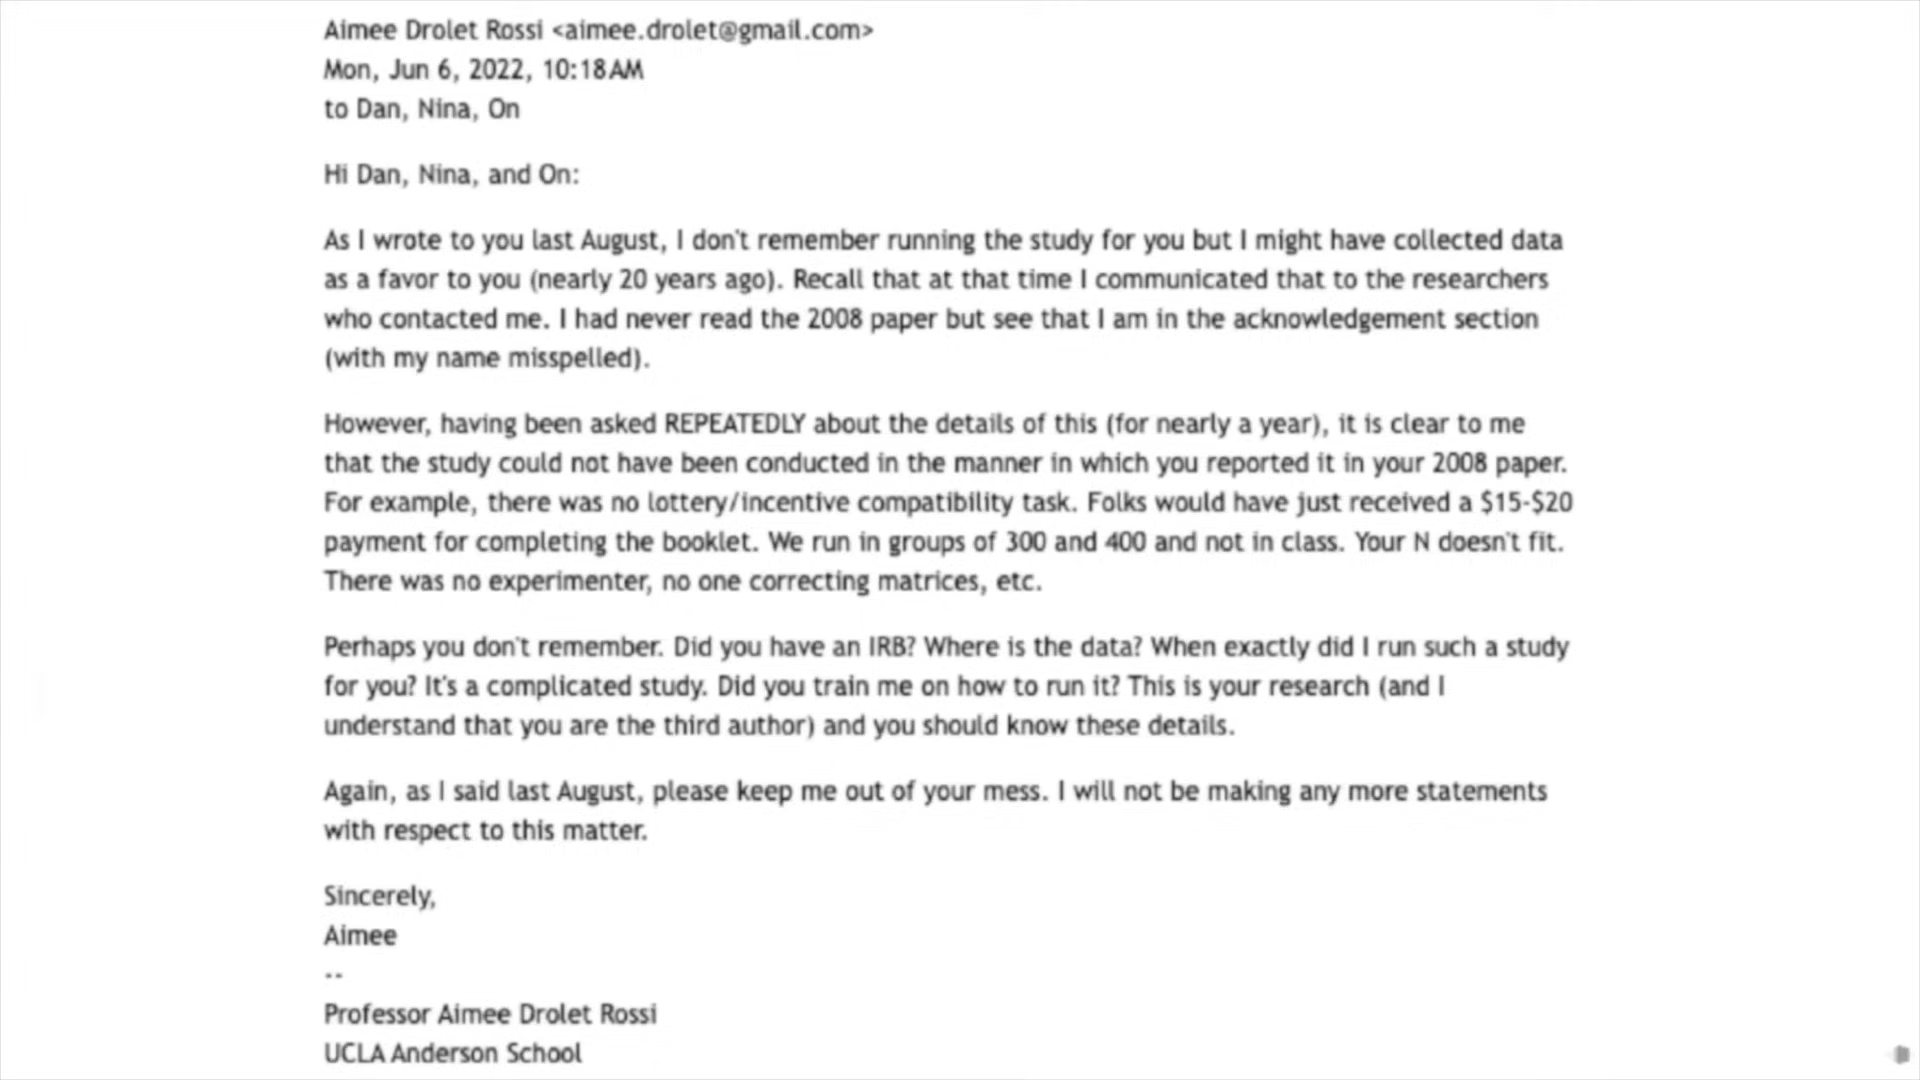 Aimee Drolet Rossi <aimee.drolet@gmail.com>
Mon, Jun 6, 2022, 10:18AM
to Dan, Nina, On
Hi Dan, Nina, and On:
As I wrote to you last August, I don't remember running the study for you but I might have collected data
as a favor to you (nearly 20 years ago). Recall that at that time I communicated that to the researchers
who contacted me. I had never read the 2008 paper but see that I am in the acknowledgement section
(with my name misspelled).
However, having been asked REPEATEDLY about the details of this (for nearly a year), it is clear to me
that the study could not have been conducted in the manner in which you reported it in your 2008 paper.
For example, there was no lottery/incentive compatibility task. Folks would have just received a $15-$20
payment for completing the booklet. We run in groups of 300 and 400 and not in class. Your N doesn't fit.
There was no experimenter, no one correcting matrices, etc.
Perhaps you don't remember. Did you have an IRB? Where is the data? When exactly did I run such a study
for you? It's a complicated study. Did you train me on how to run it? This is your research (and I
understand that you are the third author) and you should know these details.
Again, as I said last August, please keep me out of your mess. I will not be making any more statements
with respect to this matter.
Sincerely,
Aimee
--
Professor Aimee Drolet Rossi
UCLA Anderson School